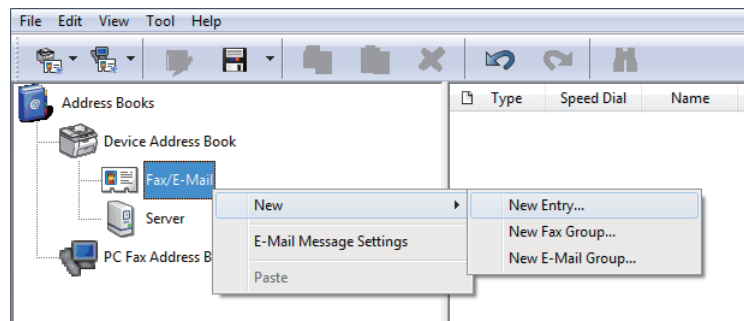 File Edit View Tool Help
Address Books
Type Speed Dial Name
Device Address Book
Fax/E-Mail
New
New Entry...
Server
New Fax Group...
E-Mail Message Settings
PC Fax Address B
New E-Mail Group...
Paste